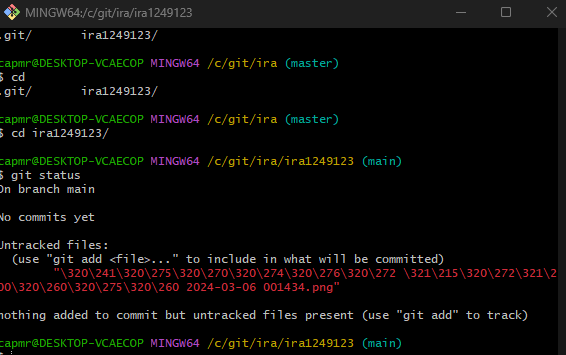 MINGW64:/c/git/ira/ira1249123
.git/ ira1249123/
capmr@DESKTOP-VCAECOP MINGW64 /c/git/ira (master)
$ cd
.git/ ira1249123/
capmr@DESKTOP-VCAECOP MINGW64 /c/git/ira (master)
$ cd ira1249123/
capmr@DESKTOP-VCAECOP MINGW64 /c/git/ira/ira1249123 (main)
$ git status
On branch main
No commits yet
Untracked files:
(use "git add <file>..." to include in what will be committed)
"\320\241\320\275\320\270\320\274\320\276\320\272 \321\215\320\272\321\2
00\320\260\320\275\320\260 2024-03-06 001434.png"
nothing added to commit but untracked files present (use "git add" to track)
capmr@DESKTOP-VCAECOP MINGW64 /c/git/ira/ira1249123 (main)